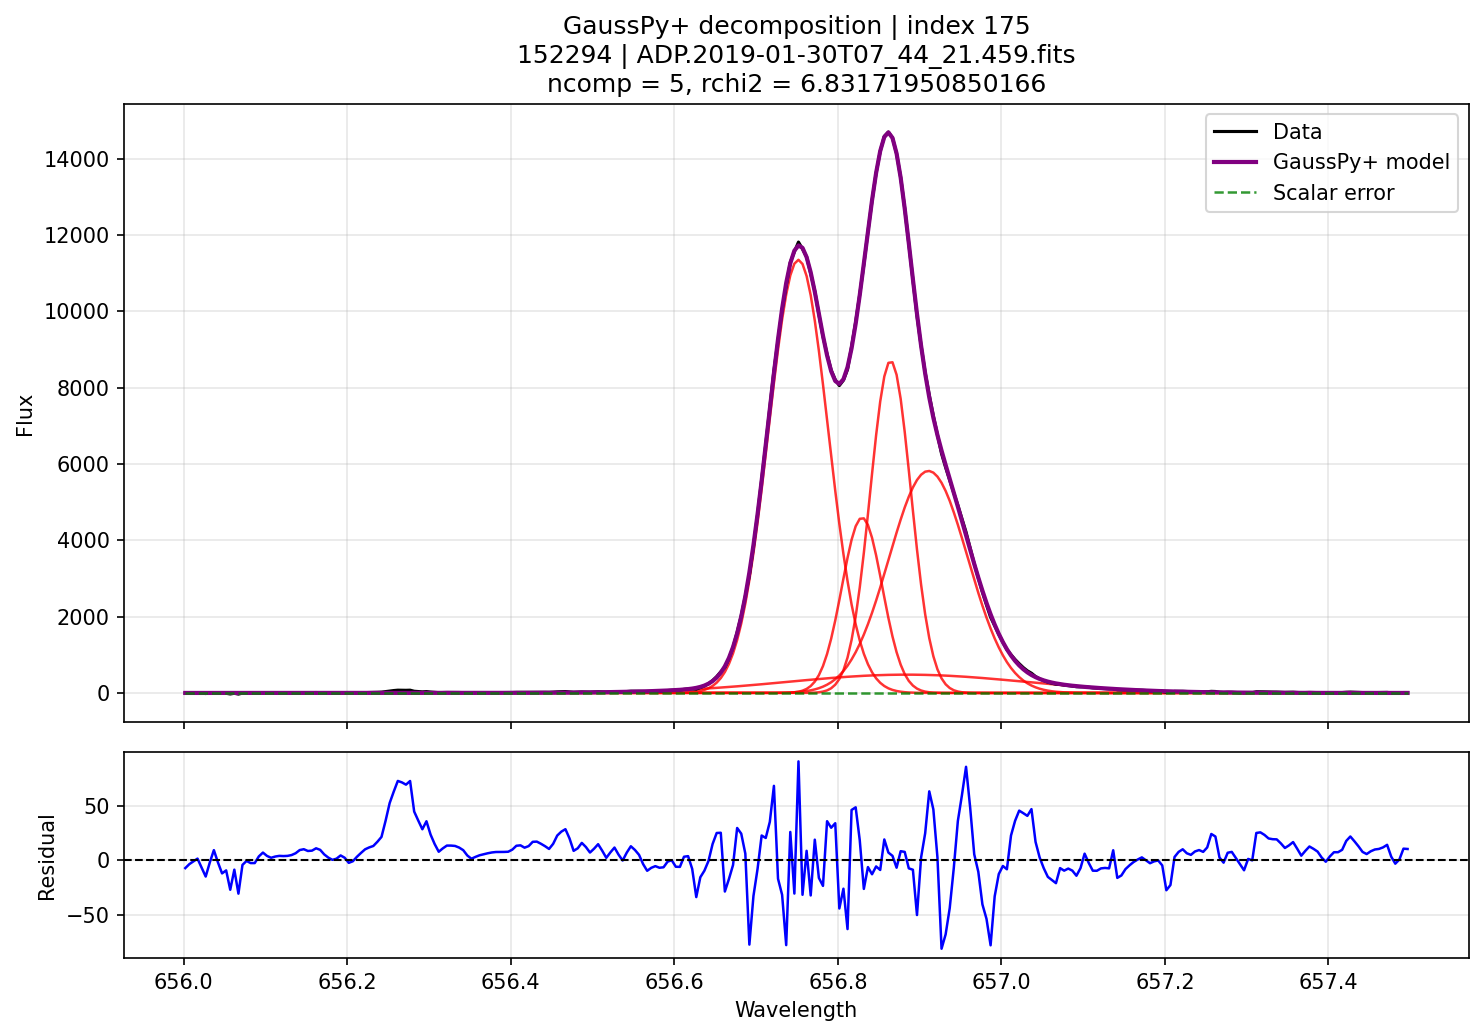 GaussPy+ decomposition | index 175
152294 | ADP.2019-01-30T07_44_21.459.fits
ncomp = 5, rchi2 = 6.83171950850166
Data
GaussPy+ model
Scalar error
Flux
14000
12000
10000
8000
6000
4000
2000
0
Residual
50
0
−50
656.0 656.2 656.4 656.6 656.8 657.0 657.2 657.4
Wavelength